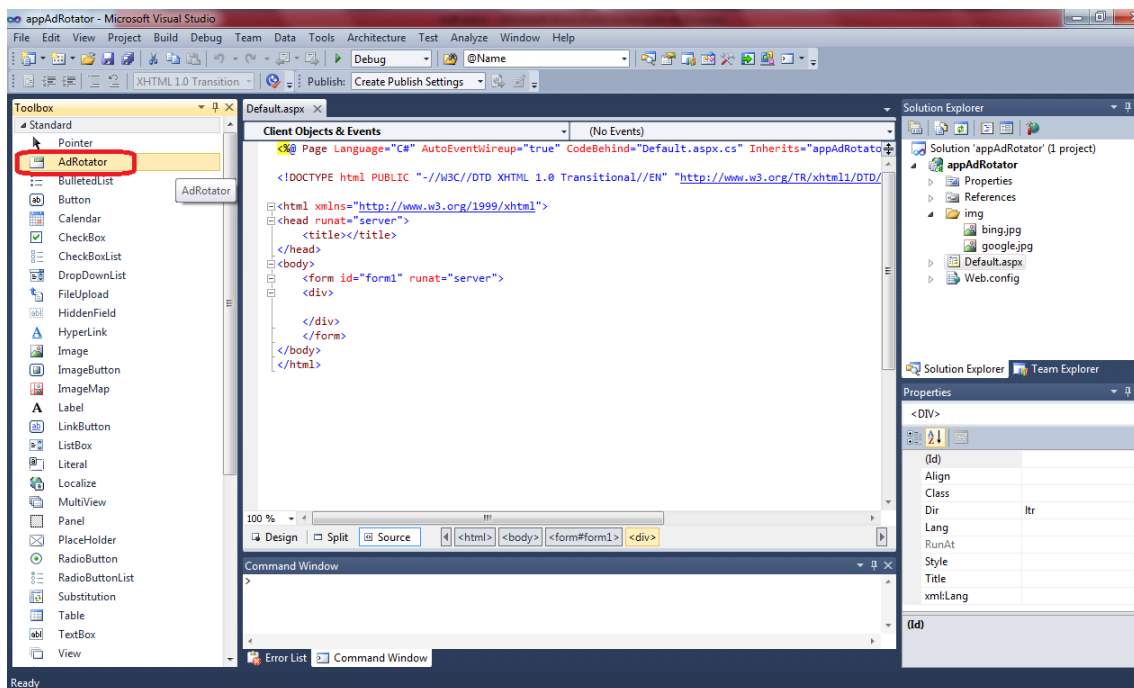 appAdRotator - Microsoft Visual Studio
File Edit View Project Build Debug Team Data Tools Architecture Test Analyze Window Help
Debug @Name
XHTML 1.0 Transition Publish: Create Publish Settings
Toolbox
Standard
Pointer
AdRotator
BulletedList
AdRotator
Button
Calendar
CheckBox
CheckBoxList
DropDownList
FileUpload
HiddenField
HyperLink
Image
ImageButton
ImageMap
Label
LinkButton
ListBox
Literal
Localize
MultiView
Panel
PlaceHolder
RadioButton
RadioButtonList
Substitution
Table
TextBox
View
Default.aspx
Client Objects & Events (No Events)
<%@ Page Language="C#" AutoEventWireup="true" CodeBehind="Default.aspx.cs" Inherits="appAdRotato
<!DOCTYPE html PUBLIC "-//W3C//DTD XHTML 1.0 Transitional//EN" "http://www.w3.org/TR/xhtml1/DTD/
<html xmlns="http://www.w3.org/1999/xhtml">
<head runat="server">
<title></title>
</head>
<body>
<form id="form1" runat="server">
<div>
</div>
</form>
</body>
</html>
100 %
Design Split Source <html> <body> <form#form1> <div>
Command Window
>
Error List Command Window
Solution Explorer
Solution 'appAdRotator' (1 project)
appAdRotator
Properties
References
img
bing.jpg
google.jpg
Default.aspx
Web.config
Solution Explorer Team Explorer
Properties
<DIV>
(Id)
Align
Class
Dir ltr
Lang
RunAt
Style
Title
xml:Lang
(Id)
Ready